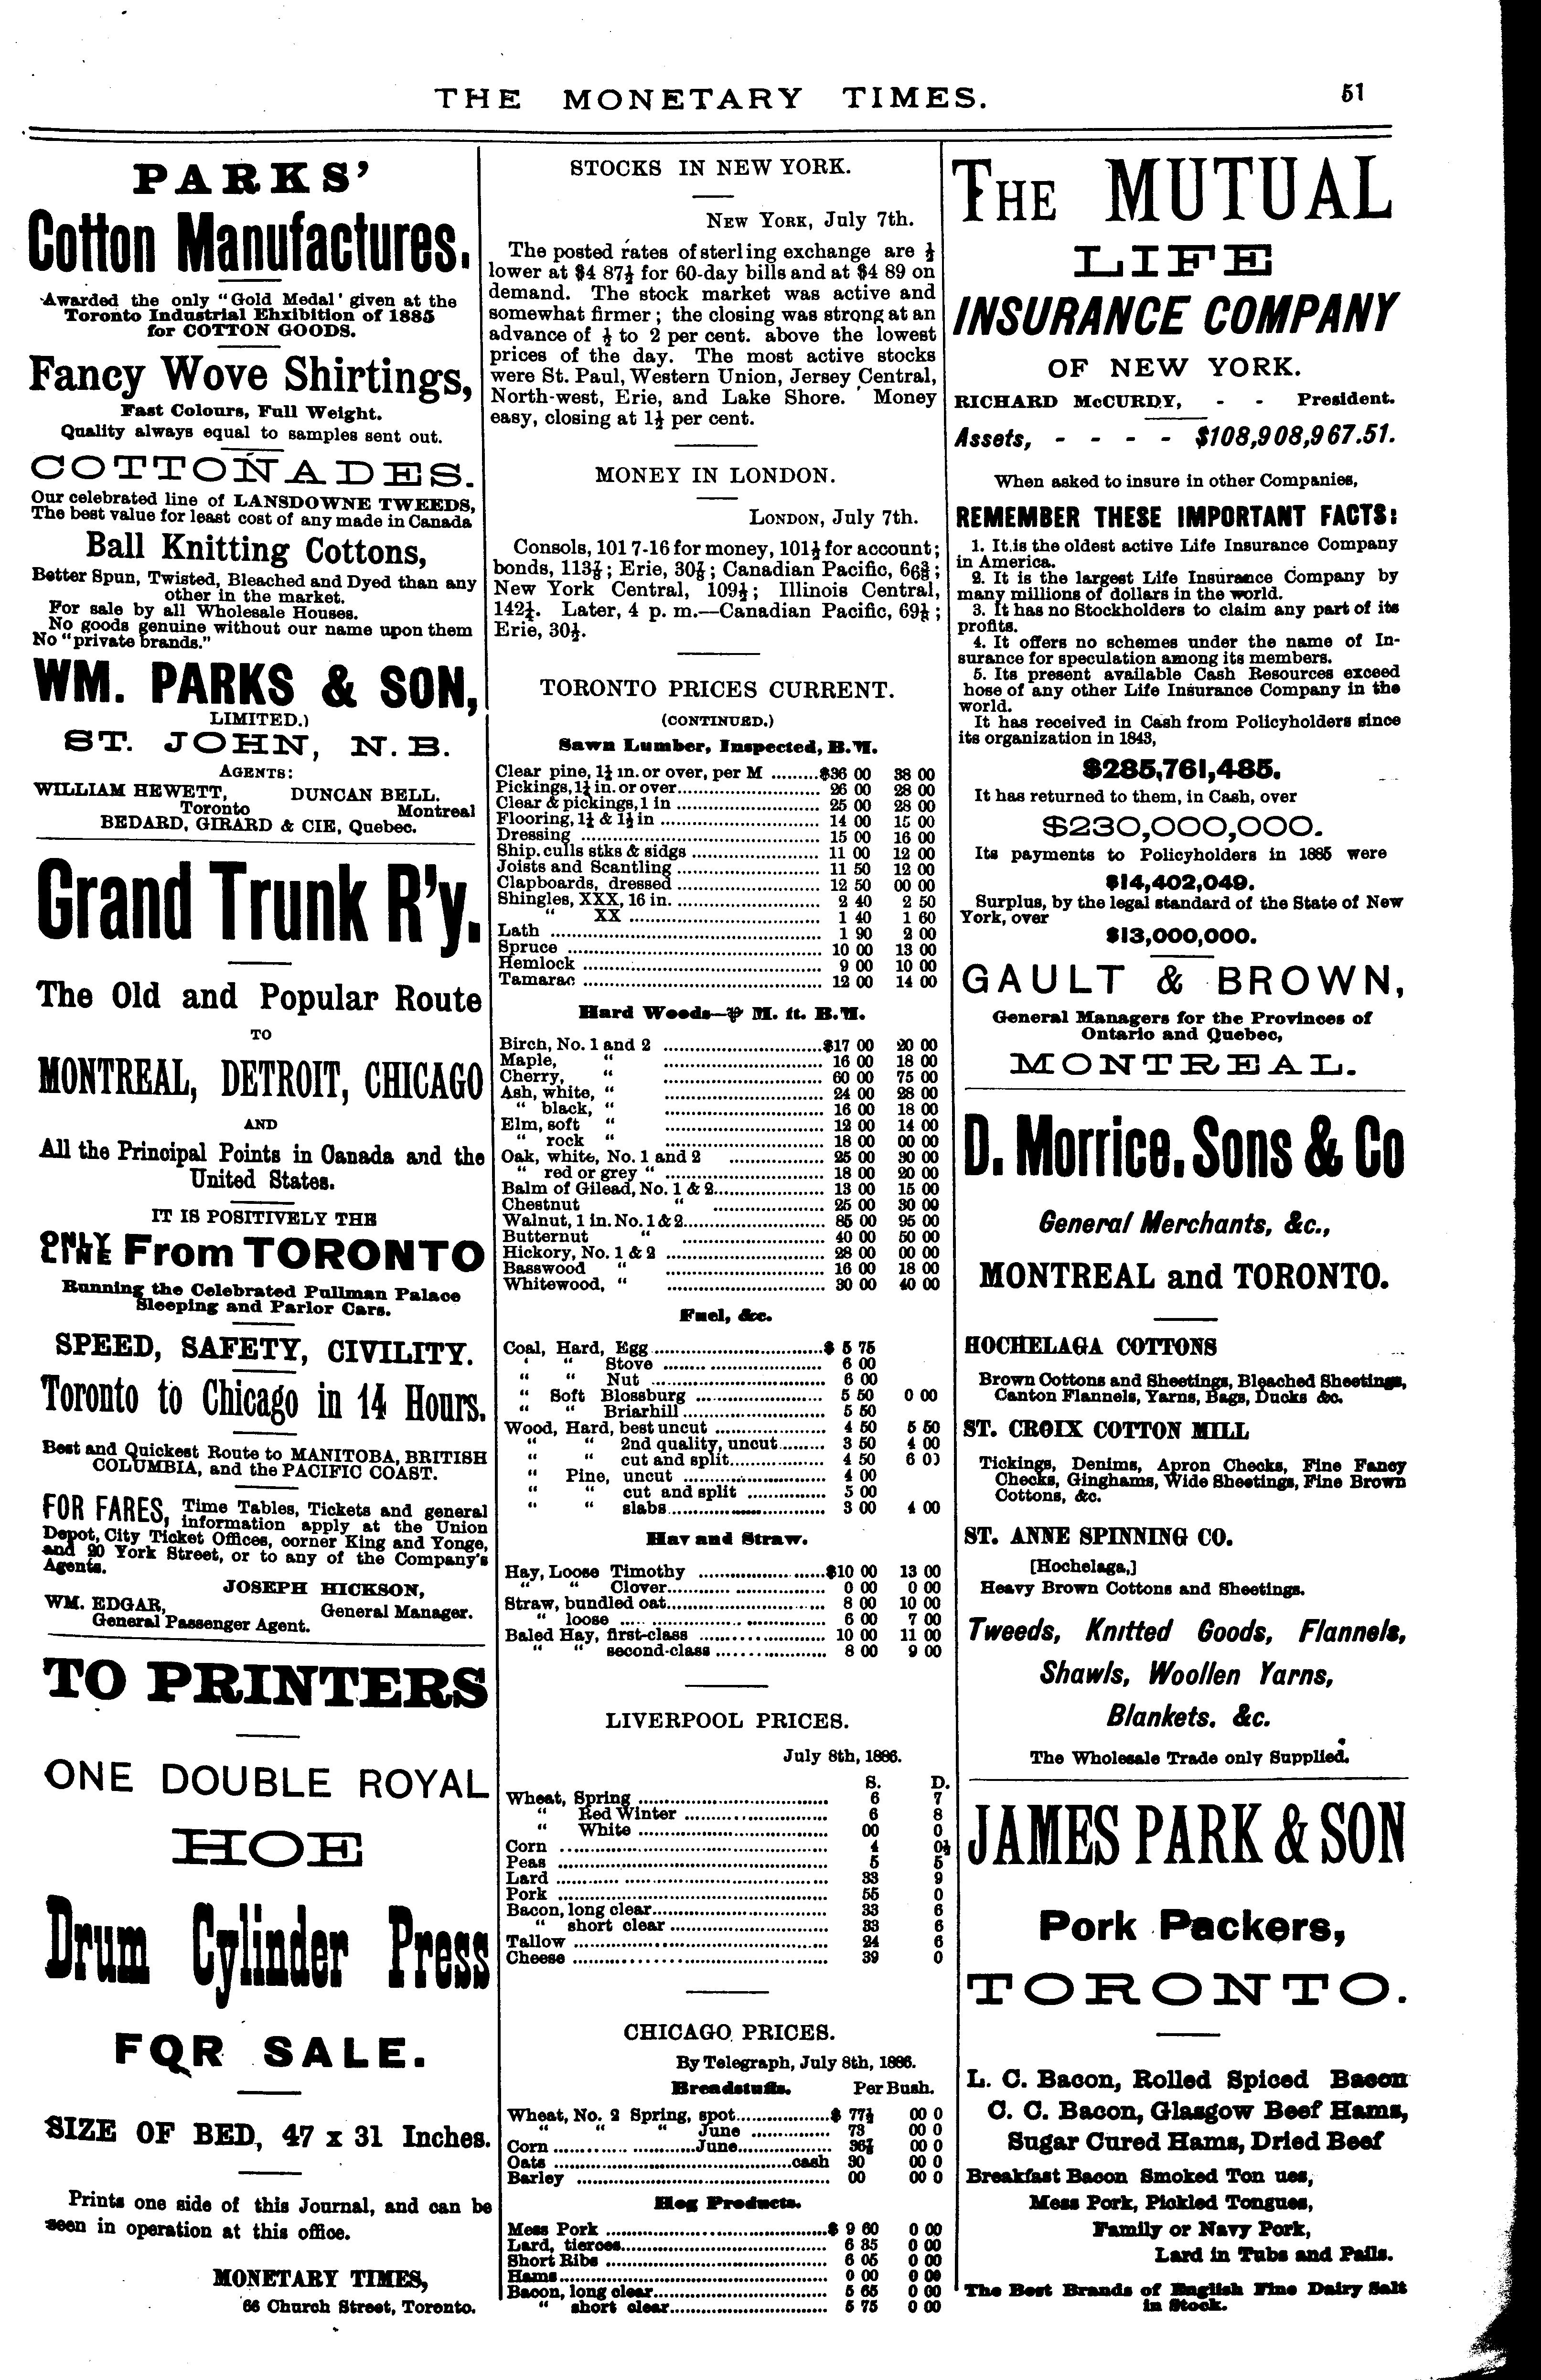 THE MONETARY TIMES.
51
PARKS'
Cotton Manufactures.
Awarded the only "Gold Medal' given at the
Toronto Industrial Ehxibition of 1885
for COTTON GOODS.
Fancy Wove Shirtings,
Fast Colours, Full Weight.
Quality always equal to samples sent out.
COTTONADES.
Our celebrated line of LANSDOWNE TWEEDS,
The best value for least cost of any made in Canada
Ball Knitting Cottons,
Better Spun, Twisted, Bleached and Dyed than any
other in the market.
For sale by all Wholesale Houses.
No goods genuine without our name upon them
No "private brands."
WM. PARKS & SON,
LIMITED.)
ST. JOHN, N. B.
AGENTS:
WILLIAM HEWETT, DUNCAN BELL.
Toronto Montreal
BEDARD, GIRARD & CIE, Quebec.
Grand Trunk R'y.
The Old and Popular Route
TO
MONTREAL, DETROIT, CHICAGO
AND
All the Principal Points in Canada and the
United States.
IT IS POSITIVELY THE
ONLY LINE From TORONTO
Running the Celebrated Pullman Palace
Sleeping and Parlor Cars.
SPEED, SAFETY, CIVILITY.
Toronto to Chicago in 14 Hours.
Best and Quickest Route to MANITOBA, BRITISH
COLUMBIA, and the PACIFIC COAST.
FOR FARES, Time Tables, Tickets and general
information apply at the Union
Depot, City Ticket Offices, corner King and Yonge,
and 20 York Street, or to any of the Company's
Agents.
JOSEPH HICKSON,
WM. EDGAR, General Manager.
General Passenger Agent.
TO PRINTERS
ONE DOUBLE ROYAL
HOE
Drum Cylinder Press
FOR SALE.
SIZE OF BED, 47 x 31 Inches.
Prints one side of this Journal, and can be
seen in operation at this office.
MONETARY TIMES,
66 Church Street, Toronto.
STOCKS IN NEW YORK.
NEW YORK, July 7th.
The posted rates of sterling exchange are ½
lower at $4 87½ for 60-day bills and at $4 89 on
demand. The stock market was active and
somewhat firmer; the closing was strong at an
advance of ½ to 2 per cent. above the lowest
prices of the day. The most active stocks
were St. Paul, Western Union, Jersey Central,
North-west, Erie, and Lake Shore. Money
easy, closing at 1½ per cent.
MONEY IN LONDON.
LONDON, July 7th.
Consols, 101 7-16 for money, 101½ for account;
bonds, Erie, Canadian Pacific,
New York Central, Illinois Central,
Later, 4 p. m.—Canadian Pacific,
Erie,
TORONTO PRICES CURRENT.
(CONTINUED.)
Sawn Lumber, Inspected, B.M.
Clear pine, 1¼ in. or over, per M .........$36 00 38 00
Pickings, 1¼ in. or over........ 26 00 28 00
Clear & pickings, 1 in ........ 25 00 28 00
Flooring, 1¼ & 1½ in ........ 14 00 15 00
Dressing ........ 15 00 16 00
Ship. culls stks & sidgs ........ 11 00 12 00
Joists and Scantling ........ 11 50 12 00
Clapboards, dressed ........ 12 50 00 00
Shingles, XXX, 16 in. ........ 2 40 2 50
" XX ........ 1 40 1 60
Lath ........ 1 90 2 00
Spruce ........ 10 00 13 00
Hemlock ........ 9 00 10 00
Tamarac ........ 12 00 14 00
Hard Woods—℔ M. ft. B.M.
Birch, No. 1 and 2 ........$17 00 20 00
Maple, " ........ 16 00 18 00
Cherry, " ........ 60 00 75 00
Ash, white, " ........ 24 00 28 00
" black, " ........ 16 00 18 00
Elm, soft " ........ 12 00 14 00
" rock " ........ 18 00 00 00
Oak, white, No. 1 and 2 ........ 25 00 30 00
" red or grey " ........ 18 00 20 00
Balm of Gilead, No. 1 & 2........ 13 00 15 00
Chestnut " ........ 25 00 30 00
Walnut, 1 in. No. 1 & 2........ 85 00 95 00
Butternut " ........ 40 00 50 00
Hickory, No. 1 & 2 ........ 28 00 00 00
Basswood " ........ 16 00 18 00
Whitewood, " ........ 30 00 40 00
Fuel, &c.
Coal, Hard, Egg........$ 5 75
' " Stove ........ 6 00
" " Nut ........ 6 00
" Soft Blossburg ........ 5 50 0 00
" " Briarhill........ 5 50
Wood, Hard, best uncut ........ 4 50 5 50
" " 2nd quality, uncut........ 3 50 4 00
" " cut and split........ 4 50 6 0)
" Pine, uncut ........ 4 00
" " cut and split ........ 5 00
" " slabs........ 3 00 4 00
Hay and Straw.
Hay, Loose Timothy ........$10 00 13 00
" " Clover........ 0 00 0 00
Straw, bundled oat........ 8 00 10 00
" loose ........ 6 00 7 00
Baled Hay, first-class ........ 10 00 11 00
" " second-class ........ 8 00 9 00
LIVERPOOL PRICES.
July 8th, 1886.
S. D.
Wheat, Spring ........ 6 7
" Red Winter ........ 6 8
" White ........ 00 0
Corn ........ 4 0½
Peas ........ 5 5
Lard ........ 33 9
Pork ........ 55 0
Bacon, long clear........ 33 6
" short clear ........ 33 6
Tallow ........ 24 6
Cheese ........ 39 0
CHICAGO PRICES.
By Telegraph, July 8th, 1886.
Breadstuffs. Per Bush.
Wheat, No. 2 Spring, spot........$ 77½ 00 0
" " " June ........ 73 00 0
Corn ........June........ 00 0
Oats ........cash 30 00 0
Barley ........ 00 00 0
Hog Products.
Mess Pork ........$ 9 60 0 00
Lard, tierces........ 6 35 0 00
Short Ribs ........ 6 05 0 00
Hams........ 0 00 0 00
Bacon, long clear........ 5 65 0 00
" short clear........ 5 75 0 00
THE MUTUAL
LIFE
INSURANCE COMPANY
OF NEW YORK.
RICHARD McCURDY, - - President.
Assets, - - - - $108,908,967.51.
When asked to insure in other Companies,
REMEMBER THESE IMPORTANT FACTS:
1. It is the oldest active Life Insurance Company
in America.
2. It is the largest Life Insurance Company by
many millions of dollars in the world.
3. It has no Stockholders to claim any part of its
profits.
4. It offers no schemes under the name of In-
surance for speculation among its members.
5. Its present available Cash Resources exceed
hose of any other Life Insurance Company in the
world.
It has received in Cash from Policyholders since
its organization in 1843,
$285,761,485.
It has returned to them, in Cash, over
$230,000,000.
Its payments to Policyholders in 1885 were
$14,402,049.
Surplus, by the legal standard of the State of New
York, over
$13,000,000.
GAULT & BROWN,
General Managers for the Provinces of
Ontario and Quebec,
MONTREAL.
D. Morrice. Sons & Co
General Merchants, &c.,
MONTREAL and TORONTO.
HOCHELAGA COTTONS
Brown Cottons and Sheetings, Bleached Sheetings,
Canton Flannels, Yarns, Bags, Ducks &c.
ST. CROIX COTTON MILL
Tickings, Denims, Apron Checks, Fine Fancy
Checks, Ginghams, Wide Sheetings, Fine Brown
Cottons, &c.
ST. ANNE SPINNING CO.
[Hochelaga,]
Heavy Brown Cottons and Sheetings.
Tweeds, Knitted Goods, Flannels,
Shawls, Woollen Yarns,
Blankets. &c.
The Wholesale Trade only Supplied.
JAMES PARK & SON
Pork Packers,
TORONTO.
L. C. Bacon, Rolled Spiced Bacon
C. C. Bacon, Glasgow Beef Hams,
Sugar Cured Hams, Dried Beef
Breakfast Bacon Smoked Ton ues,
Mess Pork, Pickled Tongues,
Family or Navy Pork,
Lard in Tubs and Pails.
The Best Brands of English Fine Dairy Salt
in Stock.